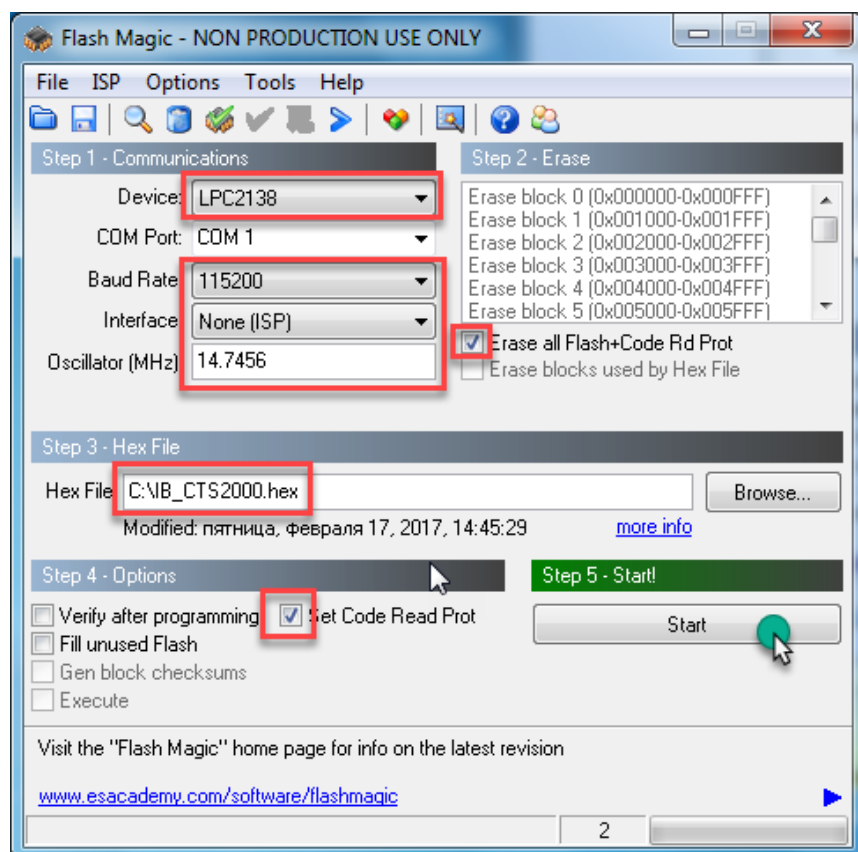 Flash Magic - NON PRODUCTION USE ONLY
File ISP Options Tools Help
Step 1 - Communications
Device: LPC2138
COM Port: COM 1
Baud Rate 115200
Interface None (ISP)
Oscillator (MHz) 14.7456
Step 2 - Erase
Erase block 0 (0x000000-0x000FFF)
Erase block 1 (0x001000-0x001FFF)
Erase block 2 (0x002000-0x002FFF)
Erase block 3 (0x003000-0x003FFF)
Erase block 4 (0x004000-0x004FFF)
Erase block 5 (0x005000-0x005FFF)
Erase all Flash+Code Rd Prot
Erase blocks used by Hex File
Step 3 - Hex File
Hex File C:\IB_CTS2000.hex Browse...
Modified: пятница, февраля 17, 2017, 14:45:29 more info
Step 4 - Options
Verify after programming Set Code Read Prot
Fill unused Flash
Gen block checksums
Execute
Step 5 - Start!
Start
Visit the "Flash Magic" home page for info on the latest revision
www.esacademy.com/software/flashmagic
2